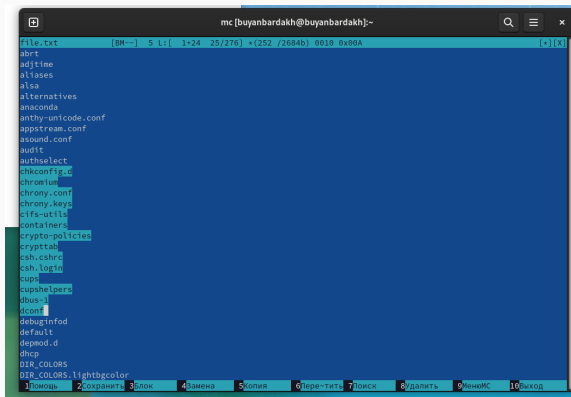 mc [buyanbardakh@buyanbardakh]:~
file.txt [BM--] 5 L:[ 1+24 25/276] *(252 /2684b) 0010 0x00A [*][X]
abrt
adjtime
aliases
alsa
alternatives
anaconda
anthy-unicode.conf
appstream.conf
asound.conf
audit
authselect
chkconfig.d
chromium
chrony.conf
chrony.keys
cifs-utils
containers
crypto-policies
crypttab
csh.cshrc
csh.login
cups
cupshelpers
dbus-1
dconf
debuginfod
default
depmod.d
dhcp
DIR_COLORS
DIR_COLORS.lightbgcolor
1Помощь 2Сохранить 3Блок 4Замена 5Копия 6Пере~тить 7Поиск 8Удалить 9МенюMC 10Выход